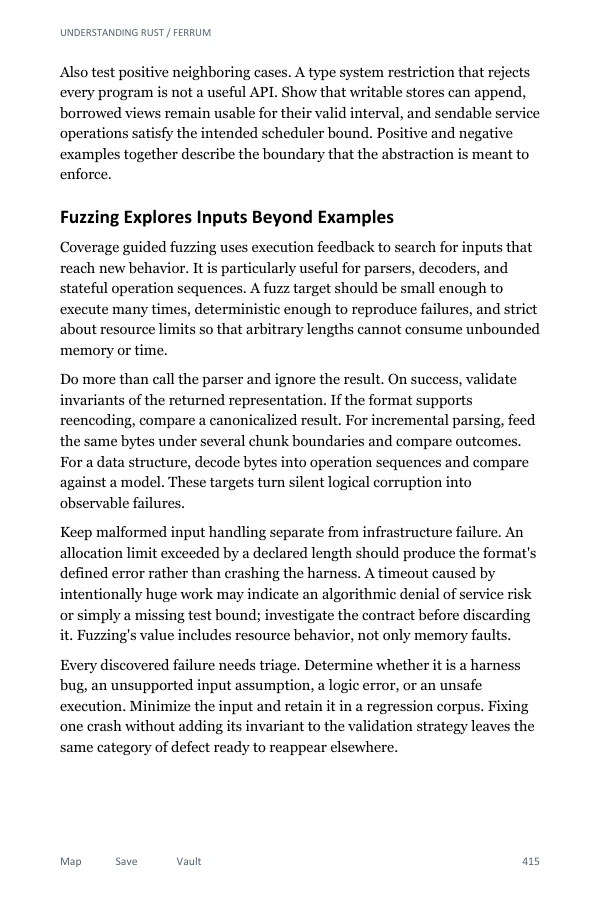 UNDERSTANDING RUST / FERRUM
Also test positive neighboring cases. A type system restriction that rejects
every program is not a useful API. Show that writable stores can append,
borrowed views remain usable for their valid interval, and sendable service
operations satisfy the intended scheduler bound. Positive and negative
examples together describe the boundary that the abstraction is meant to
enforce.
Fuzzing Explores Inputs Beyond Examples
Coverage guided fuzzing uses execution feedback to search for inputs that
reach new behavior. It is particularly useful for parsers, decoders, and
stateful operation sequences. A fuzz target should be small enough to
execute many times, deterministic enough to reproduce failures, and strict
about resource limits so that arbitrary lengths cannot consume unbounded
memory or time.
Do more than call the parser and ignore the result. On success, validate
invariants of the returned representation. If the format supports
reencoding, compare a canonicalized result. For incremental parsing, feed
the same bytes under several chunk boundaries and compare outcomes.
For a data structure, decode bytes into operation sequences and compare
against a model. These targets turn silent logical corruption into
observable failures.
Keep malformed input handling separate from infrastructure failure. An
allocation limit exceeded by a declared length should produce the format's
defined error rather than crashing the harness. A timeout caused by
intentionally huge work may indicate an algorithmic denial of service risk
or simply a missing test bound; investigate the contract before discarding
it. Fuzzing's value includes resource behavior, not only memory faults.
Every discovered failure needs triage. Determine whether it is a harness
bug, an unsupported input assumption, a logic error, or an unsafe
execution. Minimize the input and retain it in a regression corpus. Fixing
one crash without adding its invariant to the validation strategy leaves the
same category of defect ready to reappear elsewhere.
Map Save Vault 415